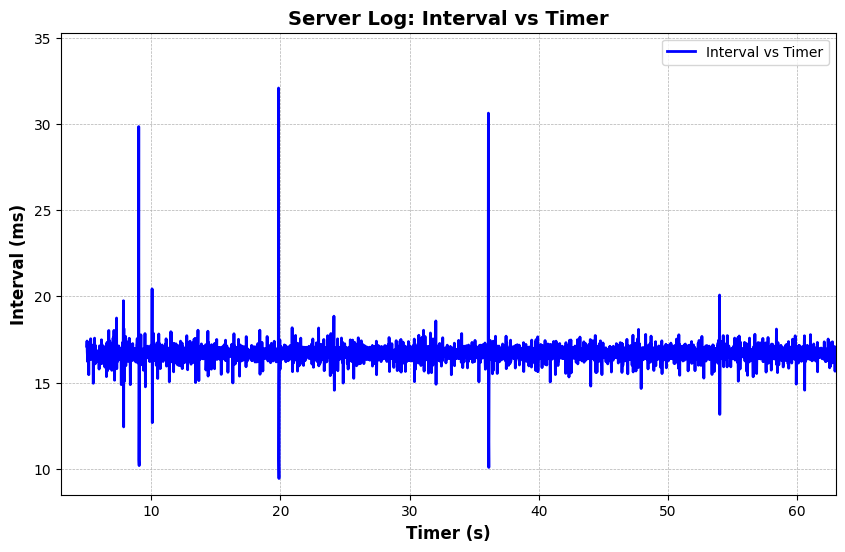 Server Log: Interval vs Timer
Interval vs Timer
Interval (ms)
35
30
25
20
15
10
10 20 30 40 50 60
Timer (s)